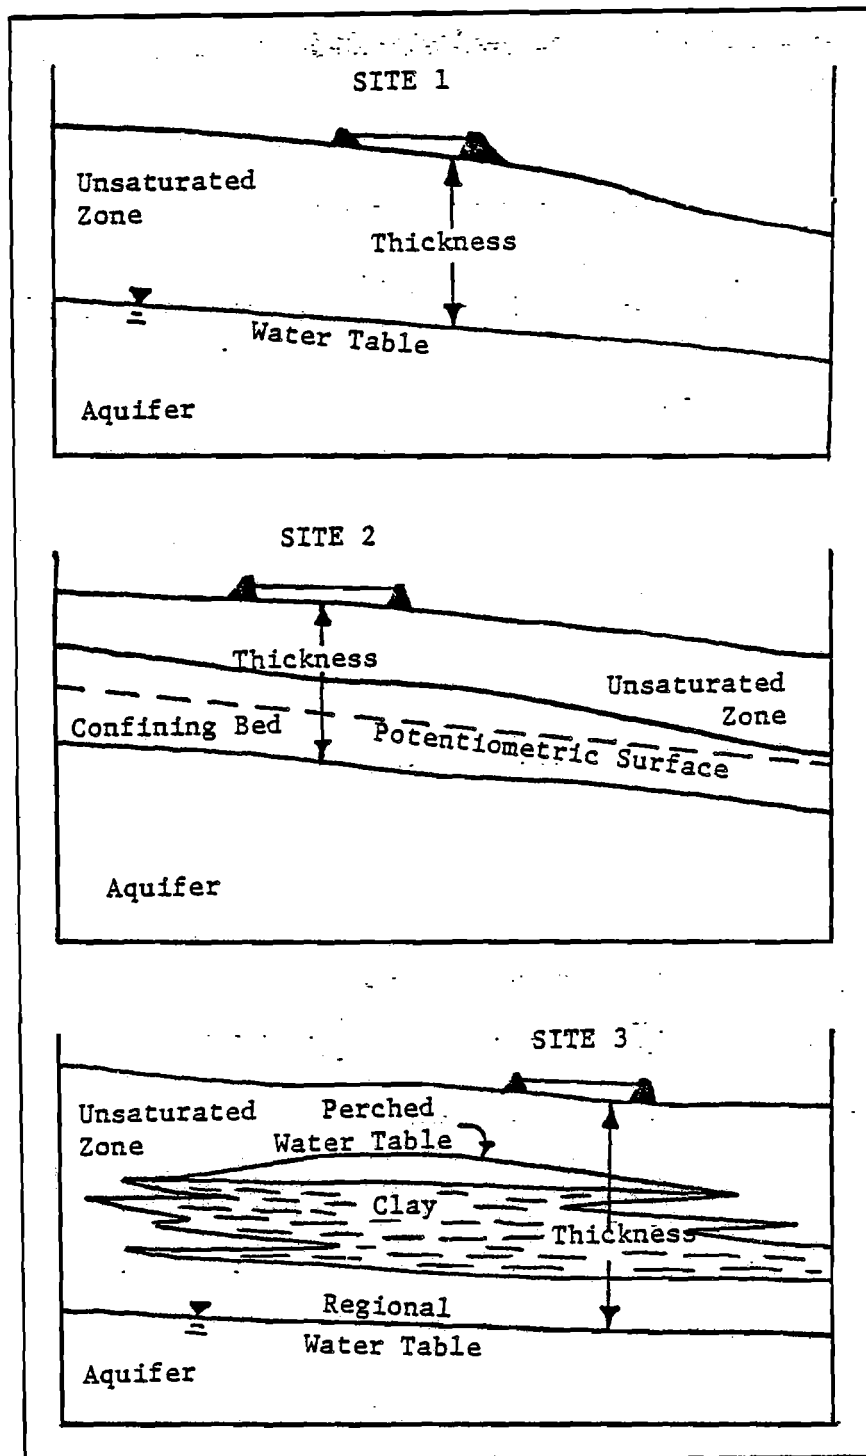 SITE 1
Unsaturated
Zone
Thickness
Water Table
Aquifer
SITE 2
Thickness
Unsaturated
Zone
Confining Bed
Potentiometric Surface
Aquifer
SITE 3
Unsaturated
Zone
Perched
Water Table
Clay
Thickness
Regional
Water Table
Aquifer